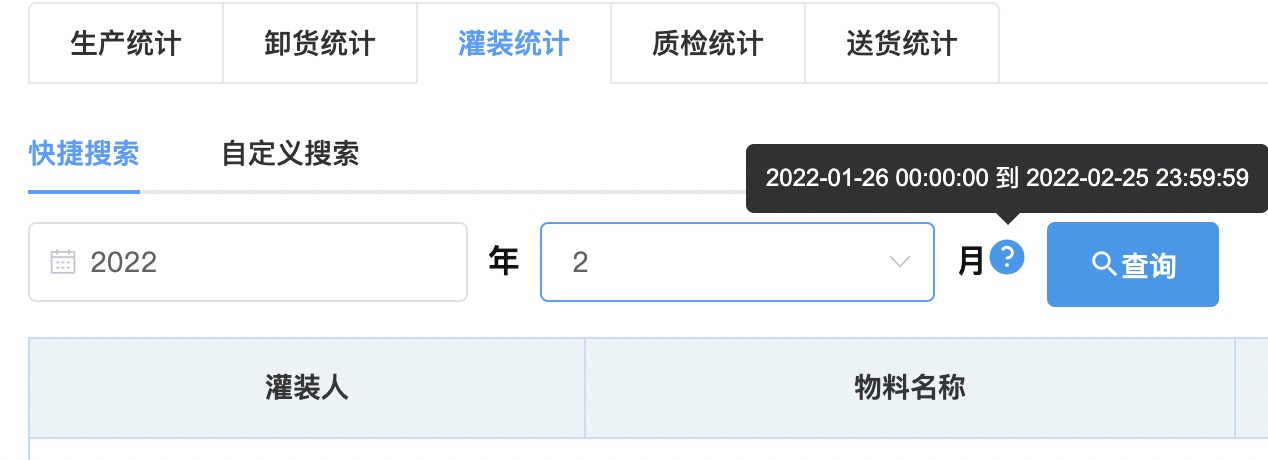 生产统计 卸货统计 灌装统计 质检统计 送货统计
快捷搜索 自定义搜索
2022-01-26 00:00:00 到 2022-02-25 23:59:59
2022 年 2 月 ? 查询
灌装人 物料名称